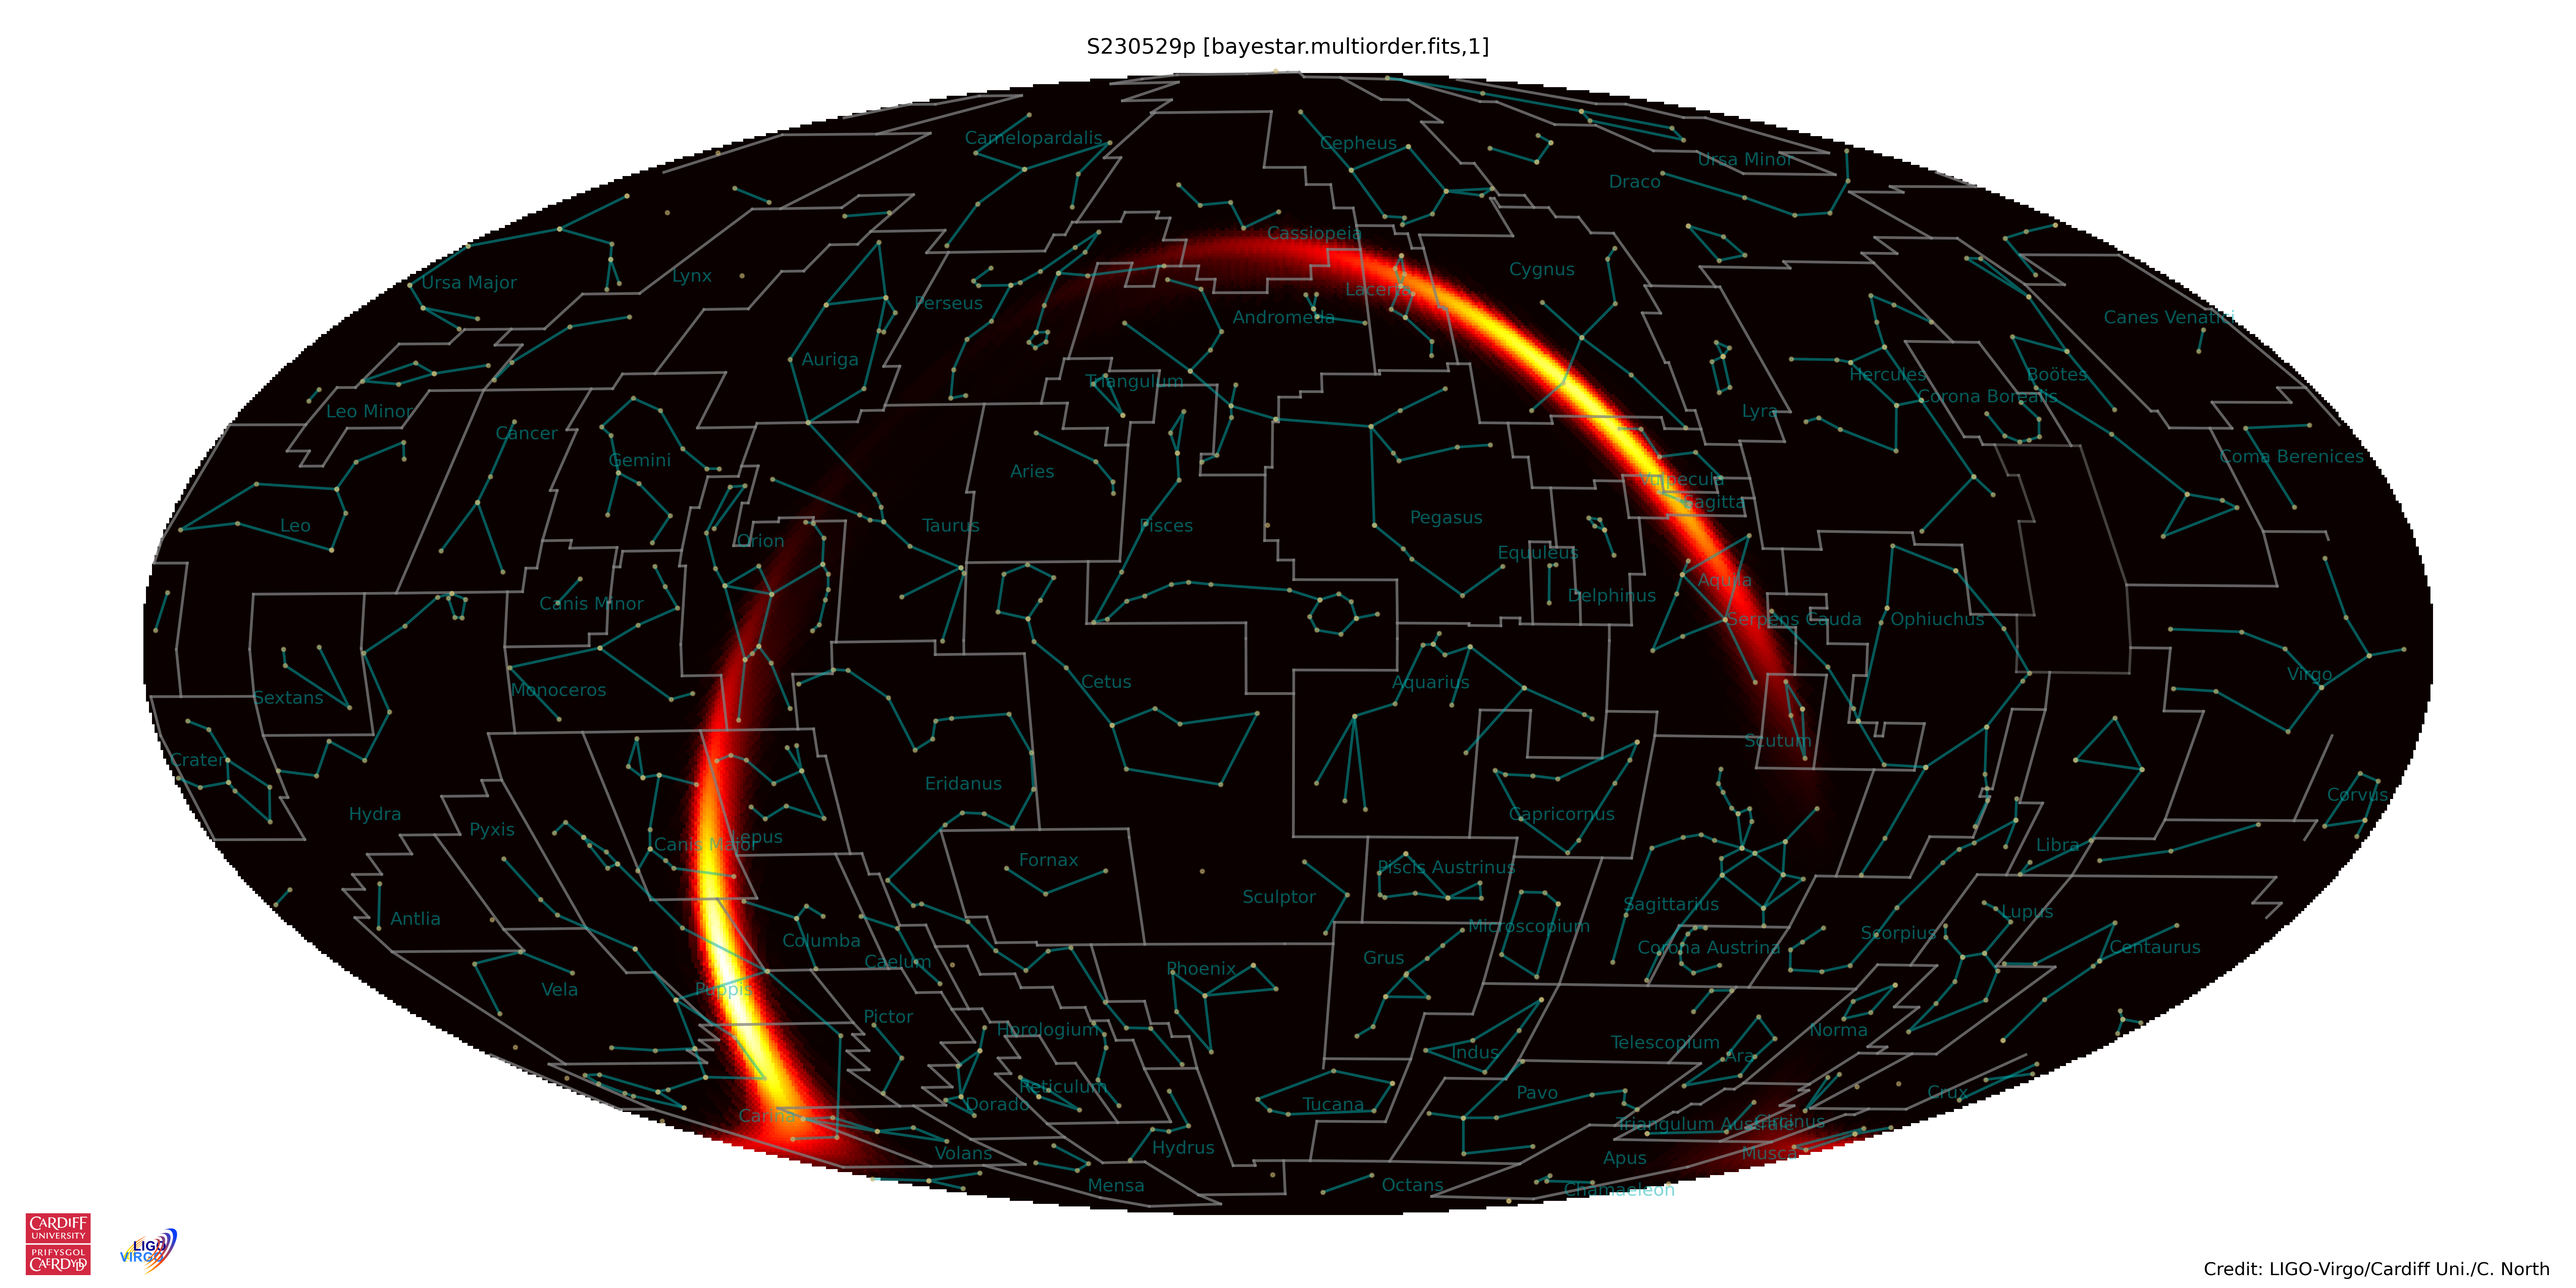 S230529p [bayestar.multiorder.fits,1]
Camelopardalis
Cepheus
Ursa Minor
Draco
Cassiopeia
Ursa Major
Lynx
Cygnus
Lacerta
Perseus
Andromeda
Canes Venatici
Auriga
Triangulum
Hercules
Boötes
Corona Borealis
Leo Minor
Lyra
Cancer
Gemini
Coma Berenices
Aries
Vulpecula
Sagitta
Leo
Orion
Taurus
Pisces
Pegasus
Equuleus
Aquila
Canis Minor
Delphinus
Serpens Cauda
Ophiuchus
Virgo
Sextans
Monoceros
Cetus
Aquarius
Scutum
Crater
Eridanus
Corvus
Hydra
Pyxis
Capricornus
Canis Major
Lepus
Libra
Fornax
Piscis Austrinus
Sculptor
Sagittarius
Antlia
Microscopium
Lupus
Columba
Scorpius
Corona Austrina
Centaurus
Caelum
Phoenix
Grus
Vela
Puppis
Pictor
Horologium
Norma
Telescopium
Indus
Ara
Reticulum
Pavo
Crux
Dorado
Tucana
Carina
Triangulum Australe
Circinus
Hydrus
Volans
Musca
Apus
Mensa
Octans
Chamaeleon
CARDIFF
UNIVERSITY
PRIFYSGOL
CAERDYDD
LIGO
VIRGO
Credit: LIGO-Virgo/Cardiff Uni./C. North